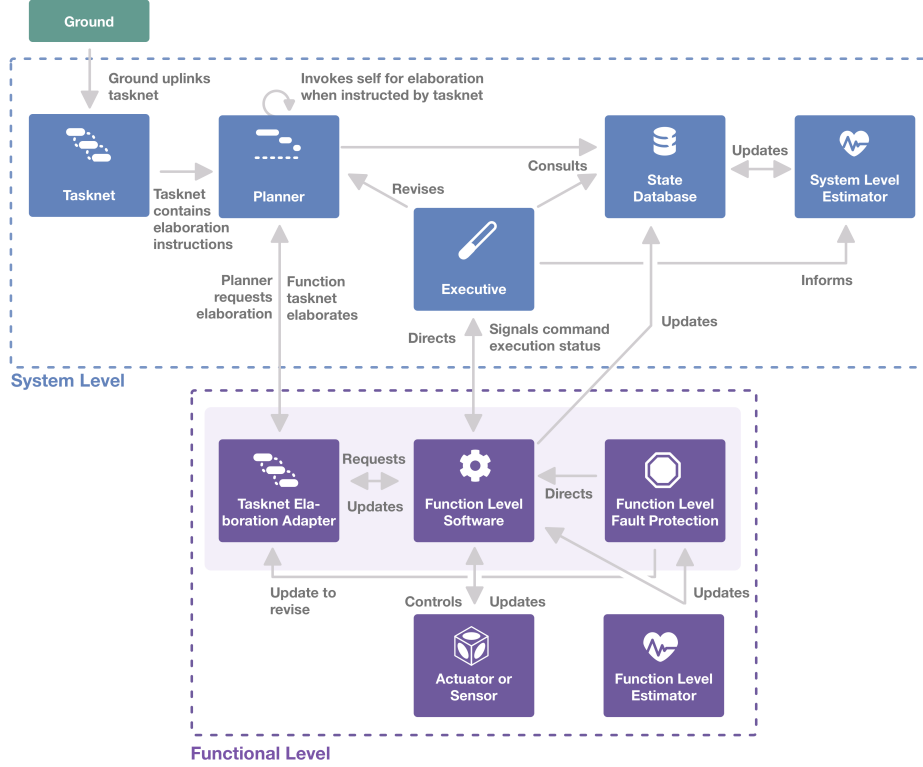 Ground
Ground uplinks
tasknet
Invokes self for elaboration
when instructed by tasknet
Tasknet
Tasknet
contains
elaboration
instructions
Planner
Revises
Consults
State
Database
Updates
System Level
Estimator
Executive
Informs
Planner
requests
elaboration
Function
tasknet
elaborates
Directs
Signals command
execution status
Updates
System Level
Tasknet Ela-
boration Adapter
Requests
Updates
Function Level
Software
Directs
Function Level
Fault Protection
Update to
revise
Controls
Updates
Updates
Actuator or
Sensor
Function Level
Estimator
Functional Level